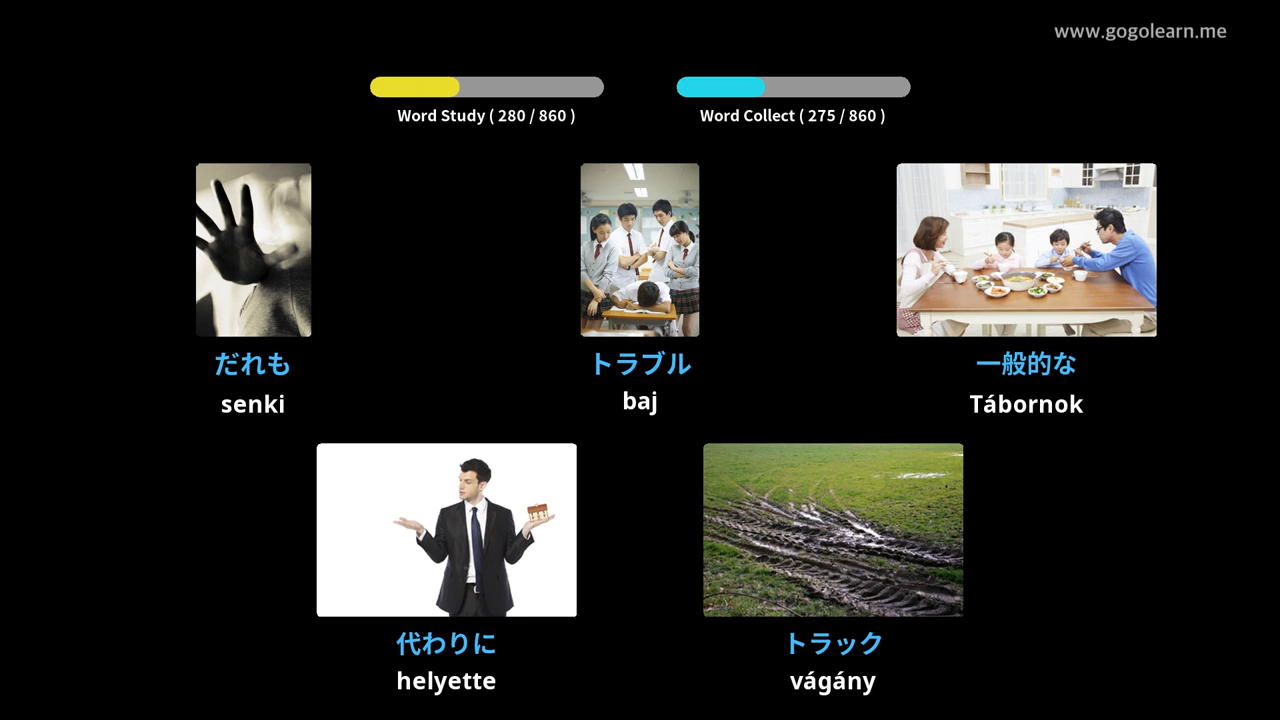 www.gogolearn.me
Word Study ( 280 / 860 )
Word Collect ( 275 / 860 )
だれも
senki
トラブル
baj
一般的な
Tábornok
代わりに
helyette
トラック
vágány